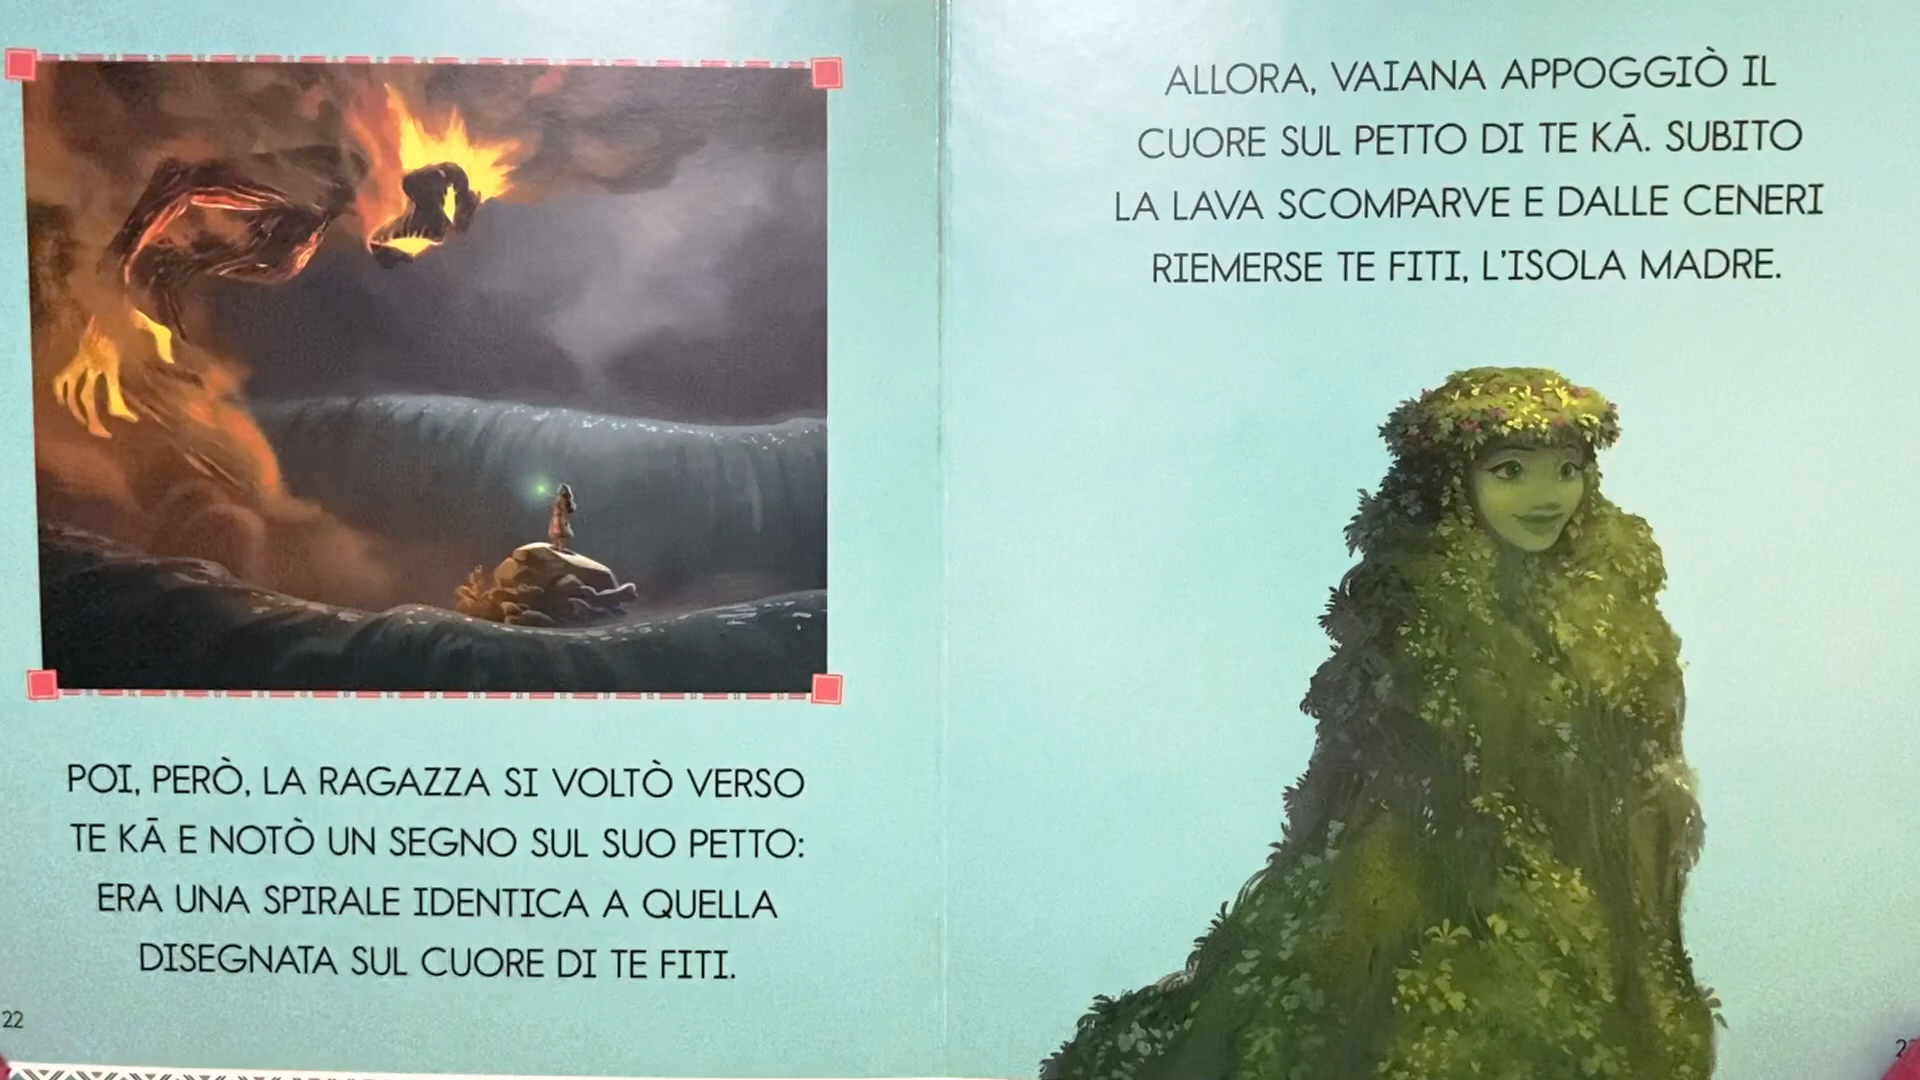 POI, PERÒ, LA RAGAZZA SI VOLTÒ VERSO
TE KĀ E NOTÒ UN SEGNO SUL SUO PETTO:
ERA UNA SPIRALE IDENTICA A QUELLA
DISEGNATA SUL CUORE DI TE FITI.
22
ALLORA, VAIANA APPOGGIÒ IL
CUORE SUL PETTO DI TE KĀ. SUBITO
LA LAVA SCOMPARVE E DALLE CENERI
RIEMERSE TE FITI, L'ISOLA MADRE.